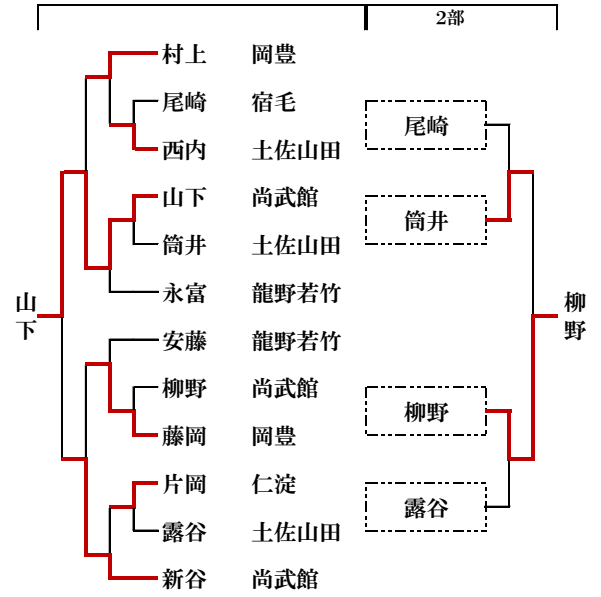 2部
村上 岡豊
尾崎 宿毛
西内 土佐山田
山下 尚武館
筒井 土佐山田
永富 龍野若竹
安藤 龍野若竹
柳野 尚武館
藤岡 岡豊
片岡 仁淀
露谷 土佐山田
新谷 尚武館
山下
尾崎
筒井
柳野
露谷
柳野